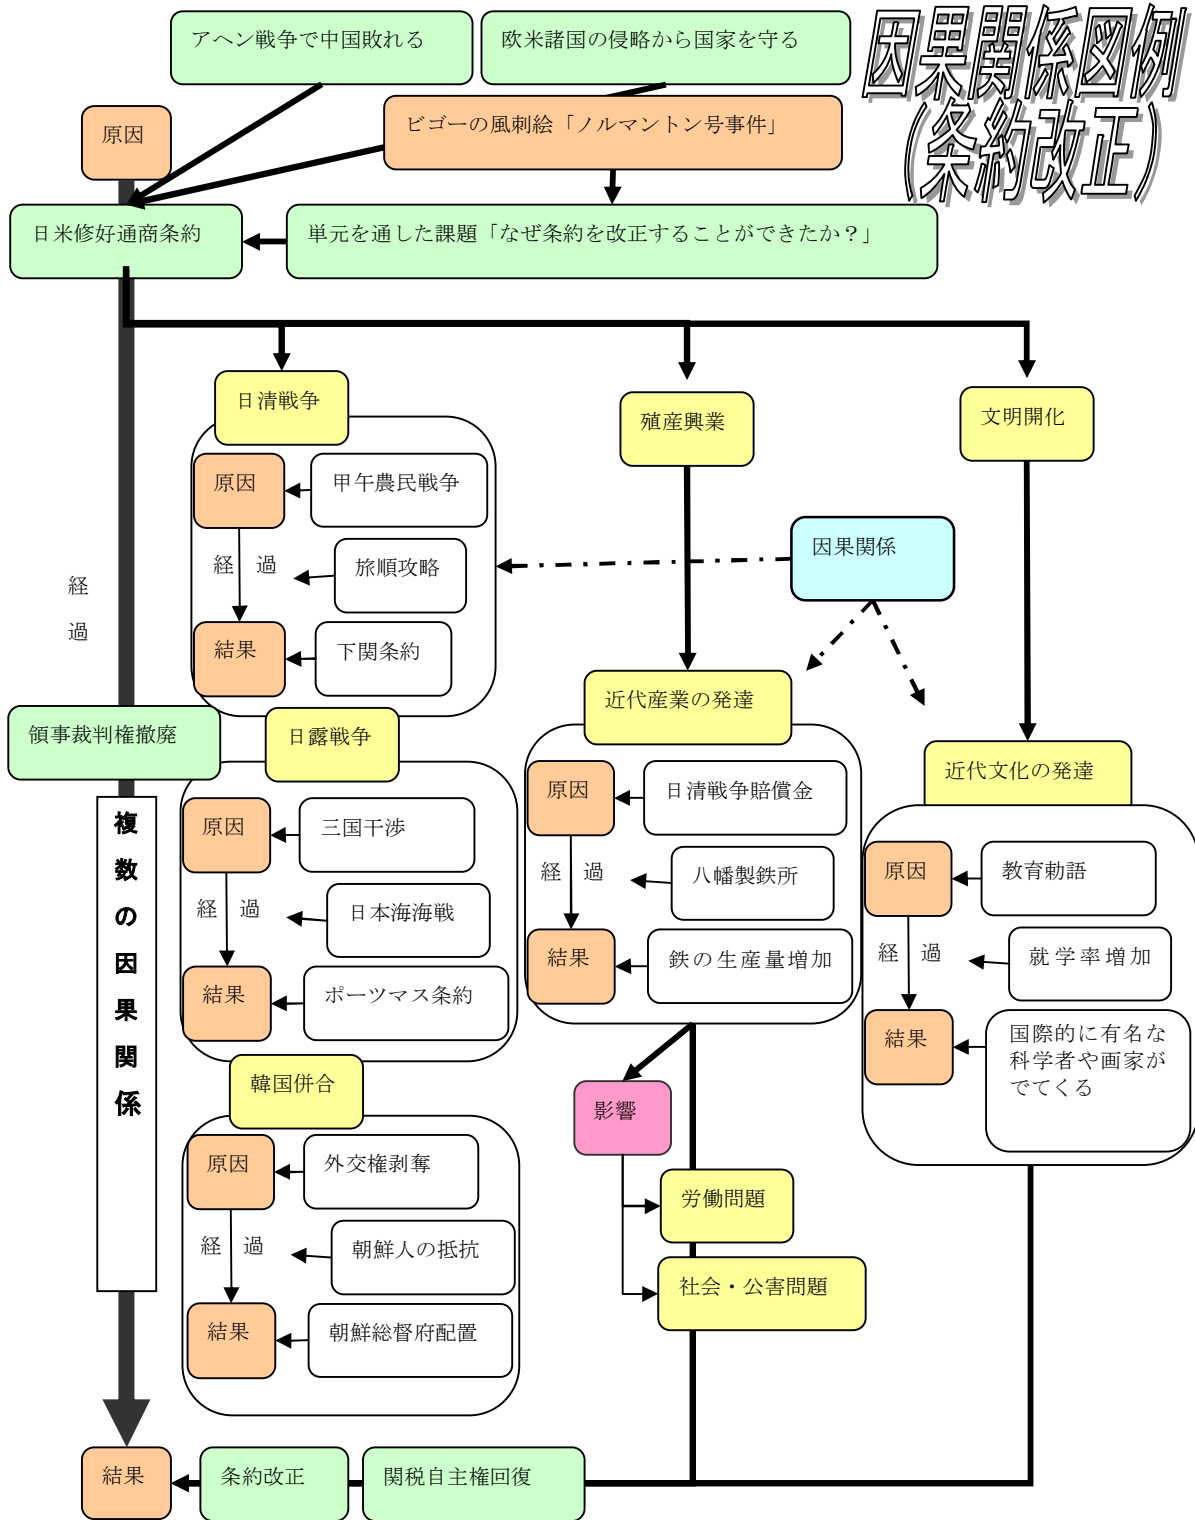 因果関係図例
(条約改正)
アヘン戦争で中国敗れる
欧米諸国の侵略から国家を守る
原因
ビゴーの風刺絵「ノルマントン号事件」
日米修好通商条約
単元を通した課題「なぜ条約を改正することができたか？」
日清戦争
殖産興業
文明開化
原因
甲午農民戦争
経過
旅順攻略
結果
下関条約
因果関係
経過
領事裁判権撤廃
日露戦争
近代産業の発達
近代文化の発達
複数の因果関係
原因
三国干渉
経過
日本海海戦
結果
ポーツマス条約
原因
日清戦争賠償金
経過
八幡製鉄所
結果
鉄の生産量増加
原因
教育勅語
経過
就学率増加
結果
国際的に有名な
科学者や画家が
でてくる
韓国併合
原因
外交権剥奪
経過
朝鮮人の抵抗
結果
朝鮮総督府配置
影響
労働問題
社会・公害問題
結果
条約改正
関税自主権回復